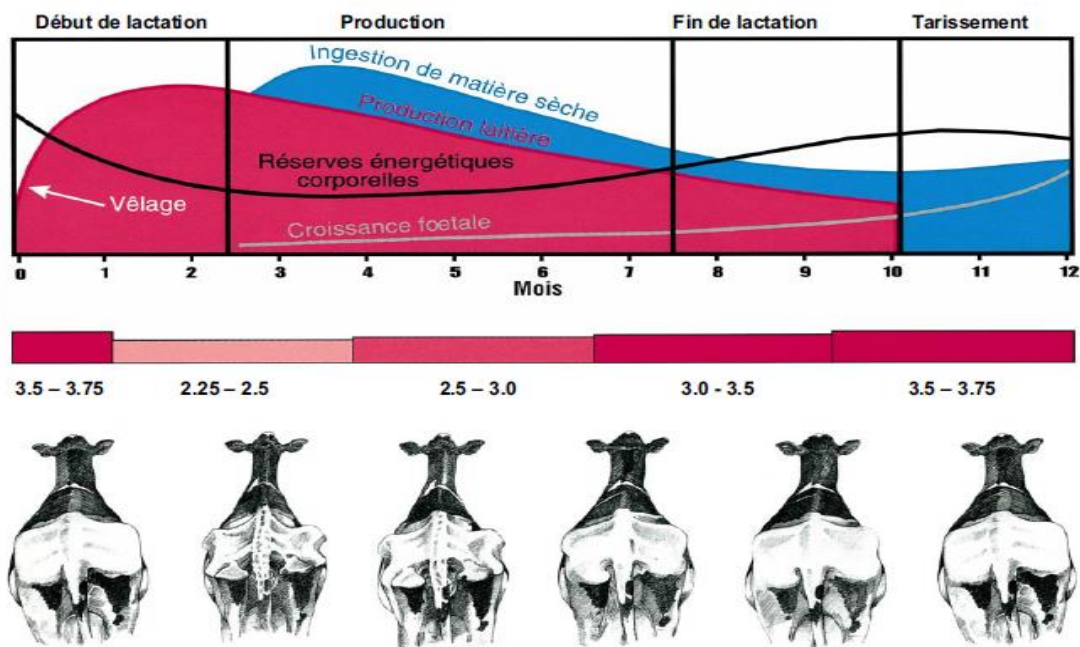 Début de lactation Production Fin de lactation Tarissement
Ingestion de matière sèche
Production laitière
Réserves énergétiques
corporelles
Vêlage
Croissance foetale
0 1 2 3 4 5 6 7 8 9 10 11 12
Mois
3.5 – 3.75 2.25 – 2.5 2.5 – 3.0 3.0 - 3.5 3.5 – 3.75